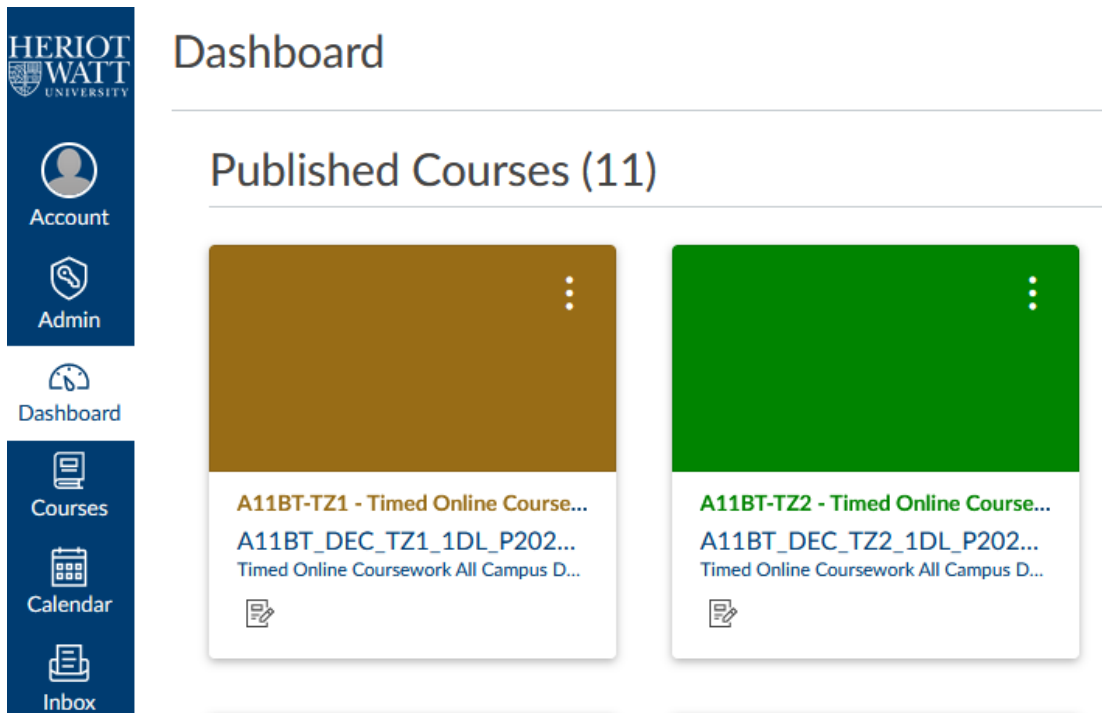 HERIOT
WATT
UNIVERSITY
Dashboard
Published Courses (11)
Account
Admin
Dashboard
Courses
Calendar
Inbox
A11BT-TZ1 - Timed Online Course...
A11BT_DEC_TZ1_1DL_P202...
Timed Online Coursework All Campus D...
A11BT-TZ2 - Timed Online Course...
A11BT_DEC_TZ2_1DL_P202...
Timed Online Coursework All Campus D...